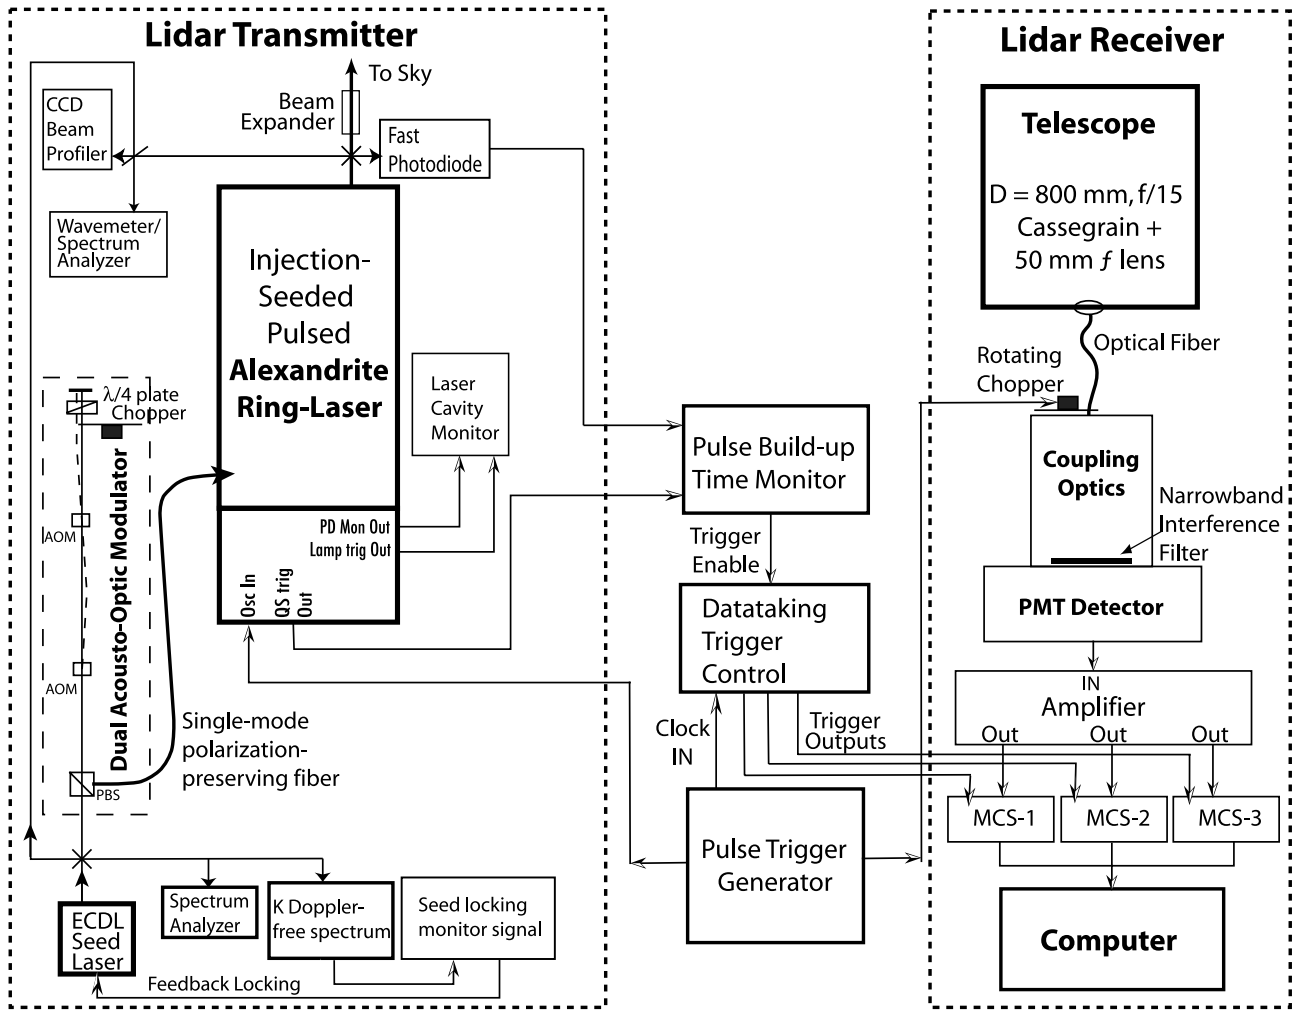 Lidar Transmitter
To Sky
Beam
Expander
CCD
Beam
Profiler
Fast
Photodiode
Wavemeter/
Spectrum
Analyzer
Injection-
Seeded
Pulsed
Alexandrite
Ring-Laser
Laser
Cavity
Monitor
λ/4 plate
Chopper
Dual Acousto-Optic Modulator
AOM
AOM
PBS
PD Mon Out
Lamp trig Out
Osc In
QS trig
Out
Single-mode
polarization-
preserving fiber
ECDL
Seed
Laser
Spectrum
Analyzer
K Doppler-
free spectrum
Seed locking
monitor signal
Feedback Locking
Pulse Build-up
Time Monitor
Trigger
Enable
Datataking
Trigger
Control
Clock
IN
Trigger
Outputs
Pulse Trigger
Generator
Lidar Receiver
Telescope
D = 800 mm, f/15
Cassegrain +
50 mm ƒ lens
Optical Fiber
Rotating
Chopper
Coupling
Optics
Narrowband
Interference
Filter
PMT Detector
IN
Amplifier
Out
Out
Out
MCS-1
MCS-2
MCS-3
Computer